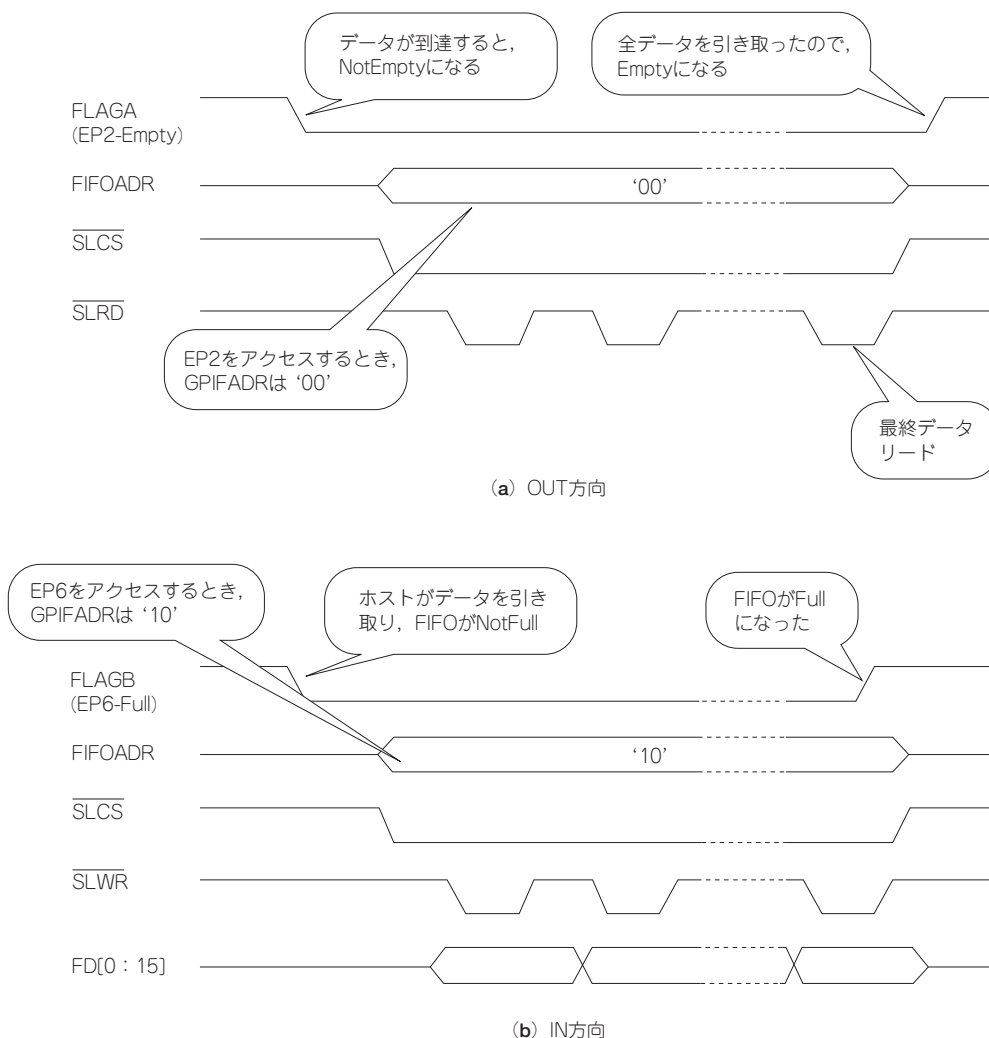 データが到達すると，
NotEmptyになる
全データを引き取ったので，
Emptyになる
FLAGA
(EP2-Empty)
FIFOADR
‘00’
SLCS
SLRD
EP2をアクセスするとき，
GPIFADRは ‘00’
最終データ
リード
（a）OUT方向
EP6をアクセスするとき，
GPIFADRは ‘10’
ホストがデータを引き
取り，FIFOがNotFull
FIFOがFull
になった
FLAGB
(EP6-Full)
FIFOADR
‘10’
SLCS
SLWR
FD[0：15]
（b）IN方向